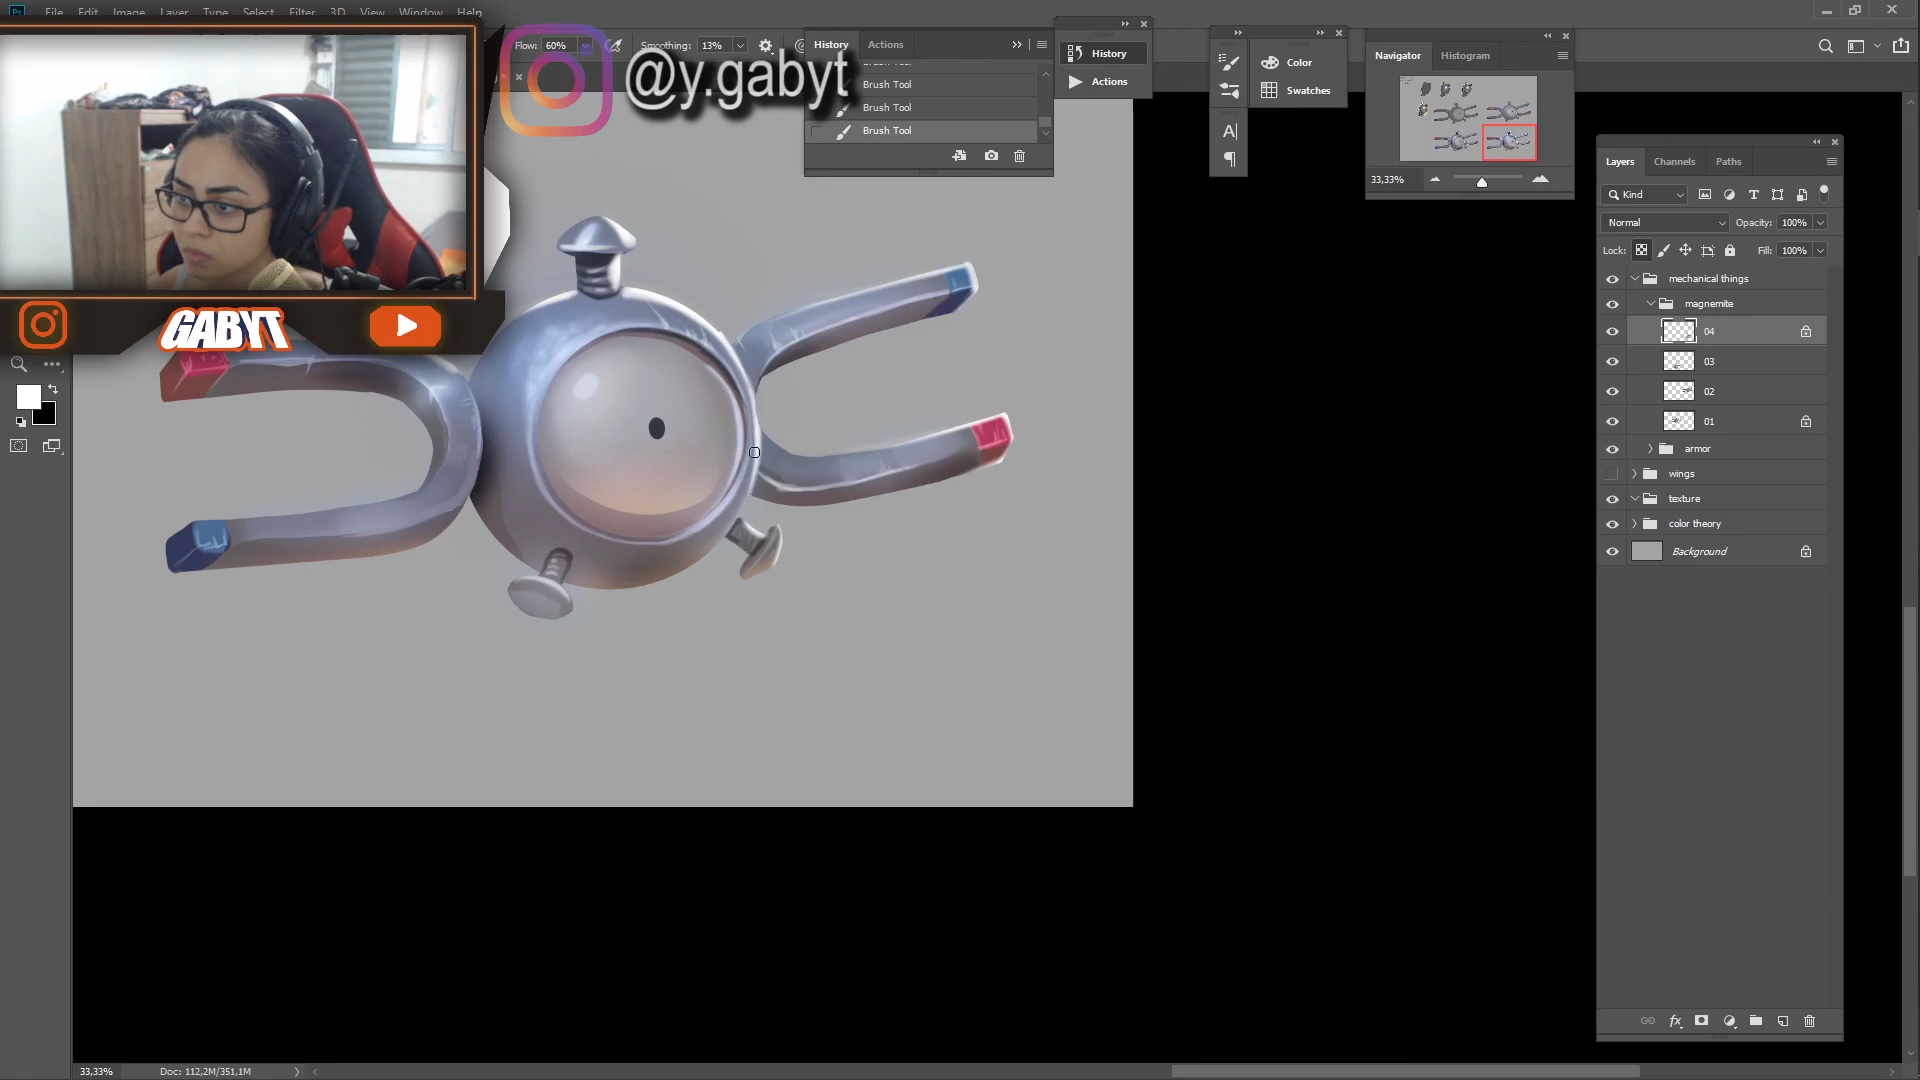 File Edit Image Layer Type Select Filter 3D View Window Help
Flow: 60% Smoothing: 13%
@y.gabyt
GABYT
History Actions
Brush Tool
Brush Tool
Brush Tool
Brush Tool
History
Actions
Color
Swatches
A
Navigator Histogram
33,33%
Layers Channels Paths
Kind
Normal Opacity: 100%
Lock: Fill: 100%
mechanical things
magnemite
04
03
02
01
armor
wings
texture
color theory
Background
fx
33,33% Doc: 112,2M/351,1M